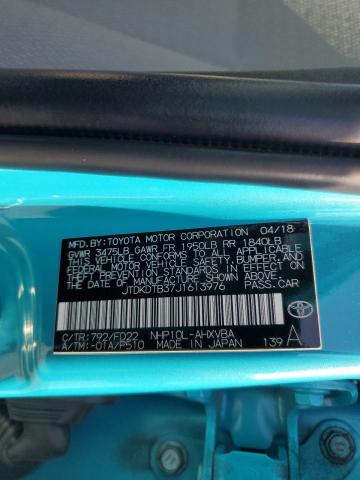 MFD.BY:TOYOTA MOTOR CORPORATION 04/18
GVWR 3475LB GAWR FR 1950LB RR 1840LB
THIS VEHICLE CONFORMS TO ALL APPLICABLE
FEDERAL MOTOR VEHICLE SAFETY,BUMPER,AND
THEFT PREVENTION STANDARDS IN EFFECT ON
THE DATE OF MANUFACTURE SHOWN ABOVE.
JTDKDTB37J1613976 PASS.CAR
C/TR:792/FD22 NHP10L-AHXVBA
A/TM:-01A/P510 MADE IN JAPAN 139 A
TOYOTA